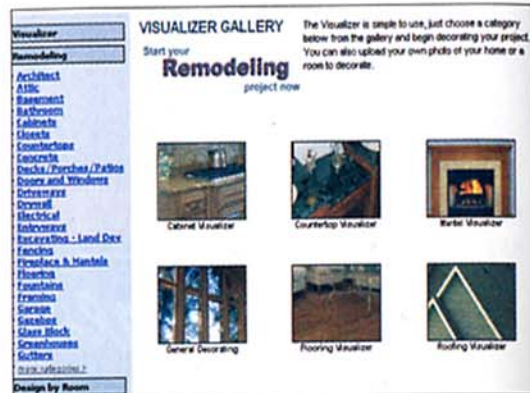 Visualizer
Remodeling
Architect
Attic
Basement
Bathroom
Cabinets
Closets
Countertops
Concrete
Decks/Porches/Patios
Doors and Windows
Driveways
Drywall
Electrical
Entryways
Excavating - Land Dev
Fencing
Fireplace & Mantels
Flooring
Fountains
Framing
Garage
Gazebos
Glass Block
Greenhouses
Gutters
more categories >
Design by Room
VISUALIZER GALLERY
Start your
Remodeling
project now
The Visualizer is simple to use, just choose a category
below from the gallery and begin decorating your project.
You can also upload your own photo of your home or a
room to decorate.
Cabinet Visualizer
Countertop Visualizer
Mantel Visualizer
General Decorating
Flooring Visualizer
Roofing Visualizer